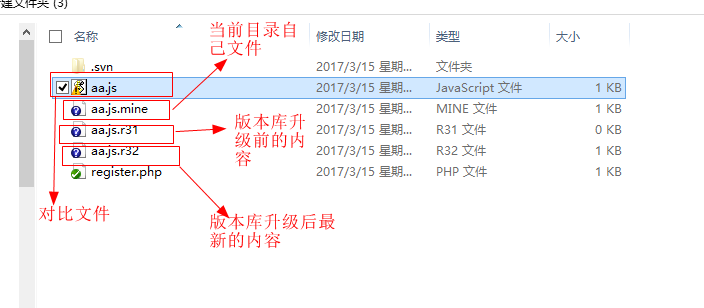 建文件夹 (3)
当前目录自
己文件
名称 修改日期 类型 大小
.svn 2017/3/15 星期... 文件夹
aa.js 2017/3/15 星期... JavaScript 文件 1 KB
aa.js.mine 2017/3/15 星期... MINE 文件 1 KB
aa.js.r31 2017/3/15 星期... R31 文件 0 KB
aa.js.r32 2017/3/15 星期... R32 文件 1 KB
register.php 2017/3/15 星期... PHP 文件 1 KB
版本库升
级前的内
容
对比文件
版本库升级后最
新的内容